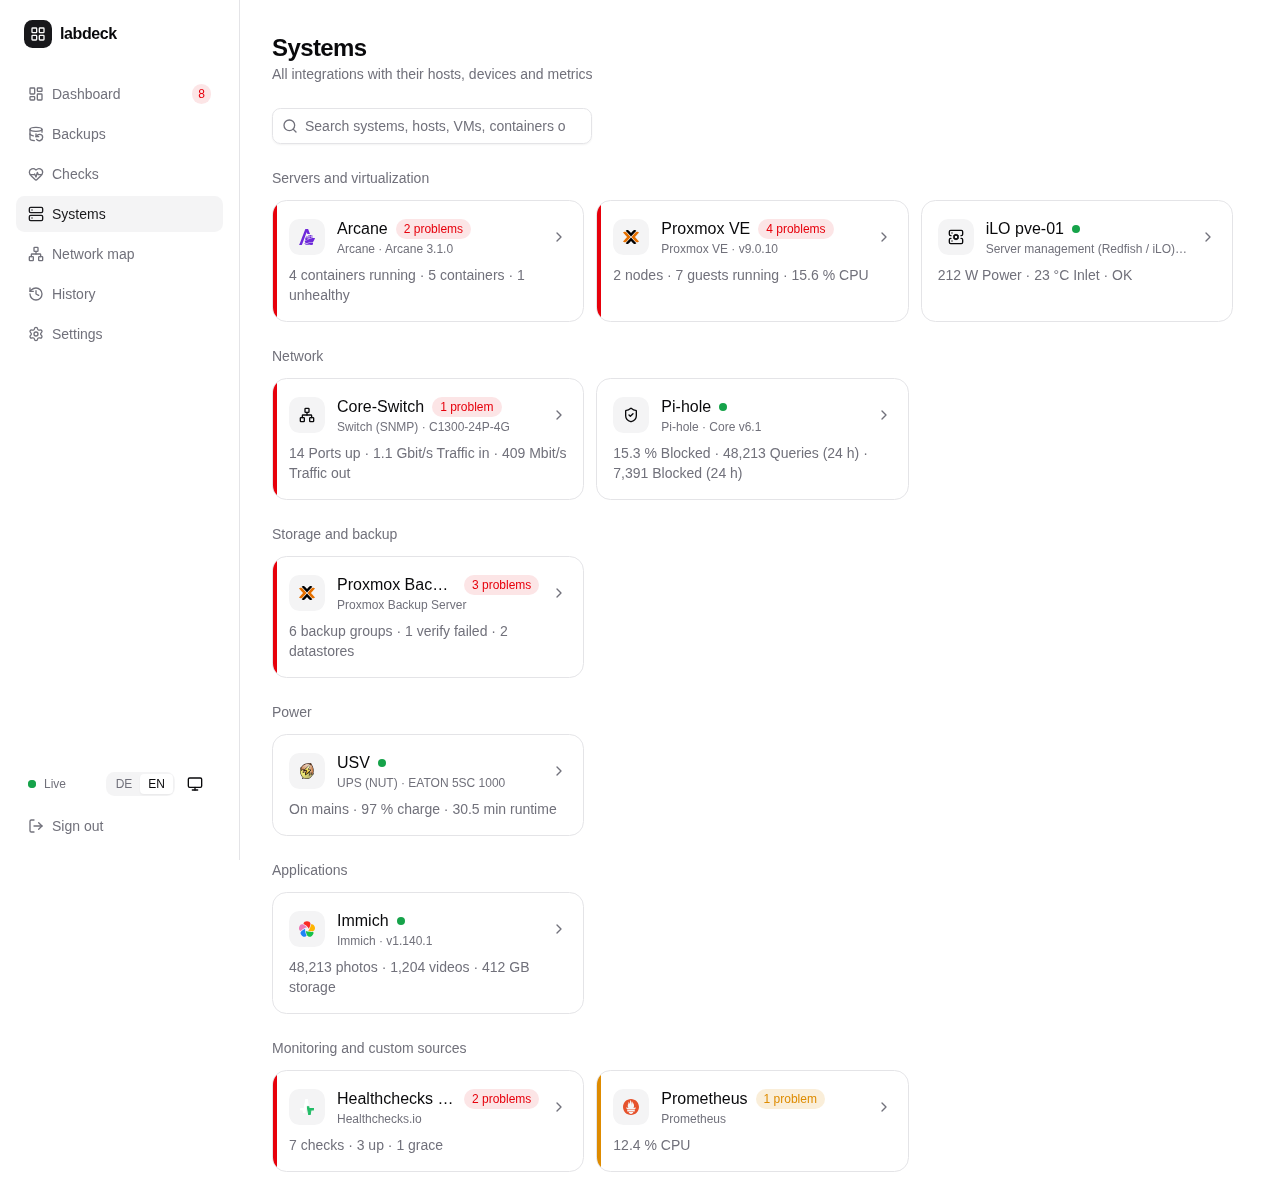 labdeck
Dashboard 8
Backups
Checks
Systems
Network map
History
Settings
Live DE EN
Sign out
Systems
All integrations with their hosts, devices and metrics
Search systems, hosts, VMs, containers o
Servers and virtualization
Arcane 2 problems
Arcane · Arcane 3.1.0
4 containers running · 5 containers · 1
unhealthy
Proxmox VE 4 problems
Proxmox VE · v9.0.10
2 nodes · 7 guests running · 15.6 % CPU
iLO pve-01
Server management (Redfish / iLO)…
212 W Power · 23 °C Inlet · OK
Network
Core-Switch 1 problem
Switch (SNMP) · C1300-24P-4G
14 Ports up · 1.1 Gbit/s Traffic in · 409 Mbit/s
Traffic out
Pi-hole
Pi-hole · Core v6.1
15.3 % Blocked · 48,213 Queries (24 h) ·
7,391 Blocked (24 h)
Storage and backup
Proxmox Bac… 3 problems
Proxmox Backup Server
6 backup groups · 1 verify failed · 2
datastores
Power
USV
UPS (NUT) · EATON 5SC 1000
On mains · 97 % charge · 30.5 min runtime
Applications
Immich
Immich · v1.140.1
48,213 photos · 1,204 videos · 412 GB
storage
Monitoring and custom sources
Healthchecks … 2 problems
Healthchecks.io
7 checks · 3 up · 1 grace
Prometheus 1 problem
Prometheus
12.4 % CPU